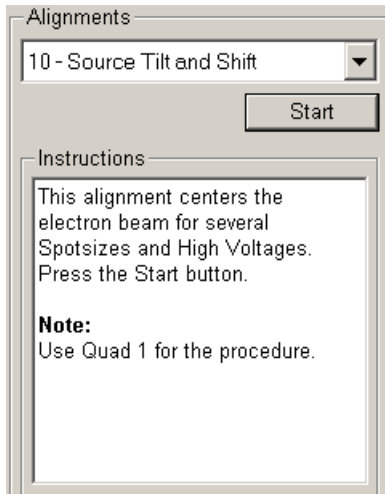 Alignments
10 - Source Tilt and Shift
Start
Instructions
This alignment centers the
electron beam for several
Spotsizes and High Voltages.
Press the Start button.
Note:
Use Quad 1 for the procedure.